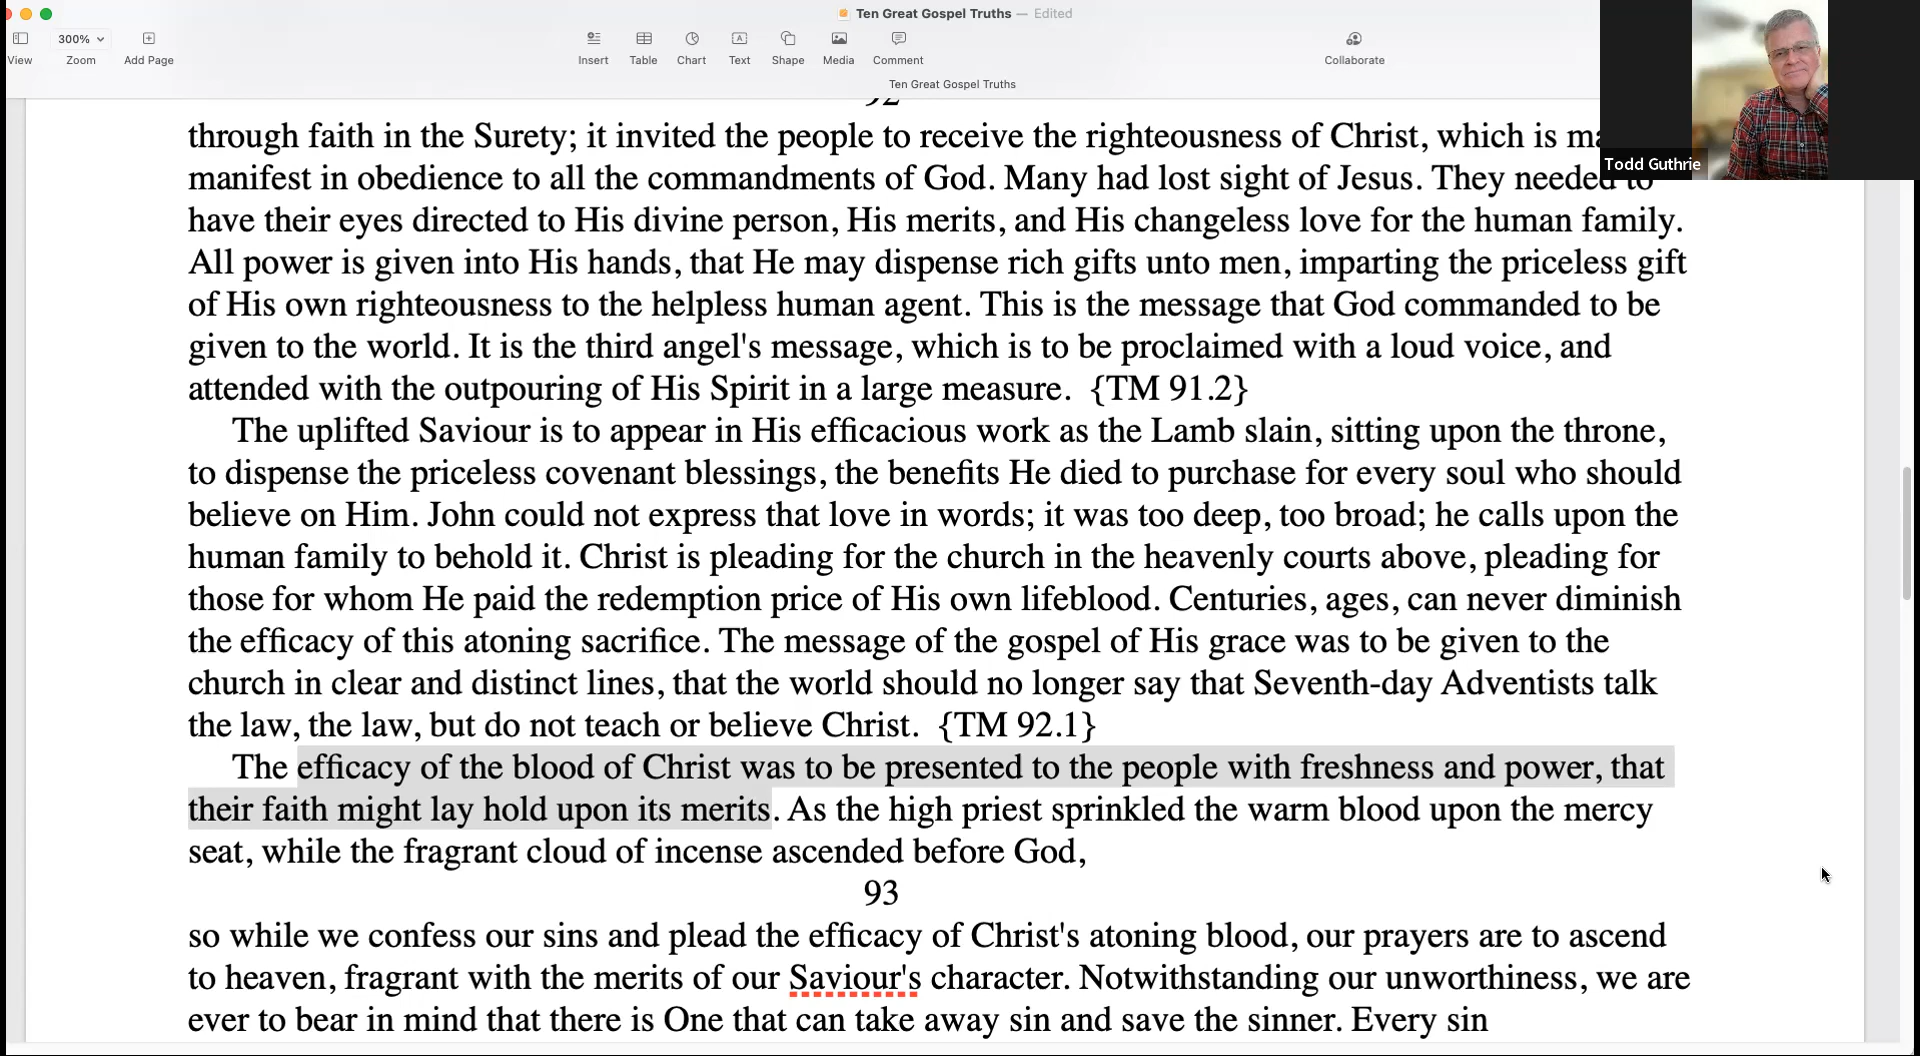 Ten Great Gospel Truths — Edited
300%
View
Zoom
Add Page
Insert
Table
Chart
Text
Shape
Media
Comment
Collaborate
Ten Great Gospel Truths
Todd Guthrie
92
through faith in the Surety; it invited the people to receive the righteousness of Christ, which is
manifest in obedience to all the commandments of God. Many had lost sight of Jesus. They needed to
have their eyes directed to His divine person, His merits, and His changeless love for the human family.
All power is given into His hands, that He may dispense rich gifts unto men, imparting the priceless gift
of His own righteousness to the helpless human agent. This is the message that God commanded to be
given to the world. It is the third angel's message, which is to be proclaimed with a loud voice, and
attended with the outpouring of His Spirit in a large measure. {TM 91.2}
The uplifted Saviour is to appear in His efficacious work as the Lamb slain, sitting upon the throne,
to dispense the priceless covenant blessings, the benefits He died to purchase for every soul who should
believe on Him. John could not express that love in words; it was too deep, too broad; he calls upon the
human family to behold it. Christ is pleading for the church in the heavenly courts above, pleading for
those for whom He paid the redemption price of His own lifeblood. Centuries, ages, can never diminish
the efficacy of this atoning sacrifice. The message of the gospel of His grace was to be given to the
church in clear and distinct lines, that the world should no longer say that Seventh-day Adventists talk
the law, the law, but do not teach or believe Christ. {TM 92.1}
The efficacy of the blood of Christ was to be presented to the people with freshness and power, that
their faith might lay hold upon its merits. As the high priest sprinkled the warm blood upon the mercy
seat, while the fragrant cloud of incense ascended before God,
93
so while we confess our sins and plead the efficacy of Christ's atoning blood, our prayers are to ascend
to heaven, fragrant with the merits of our Saviour's character. Notwithstanding our unworthiness, we are
ever to bear in mind that there is One that can take away sin and save the sinner. Every sin